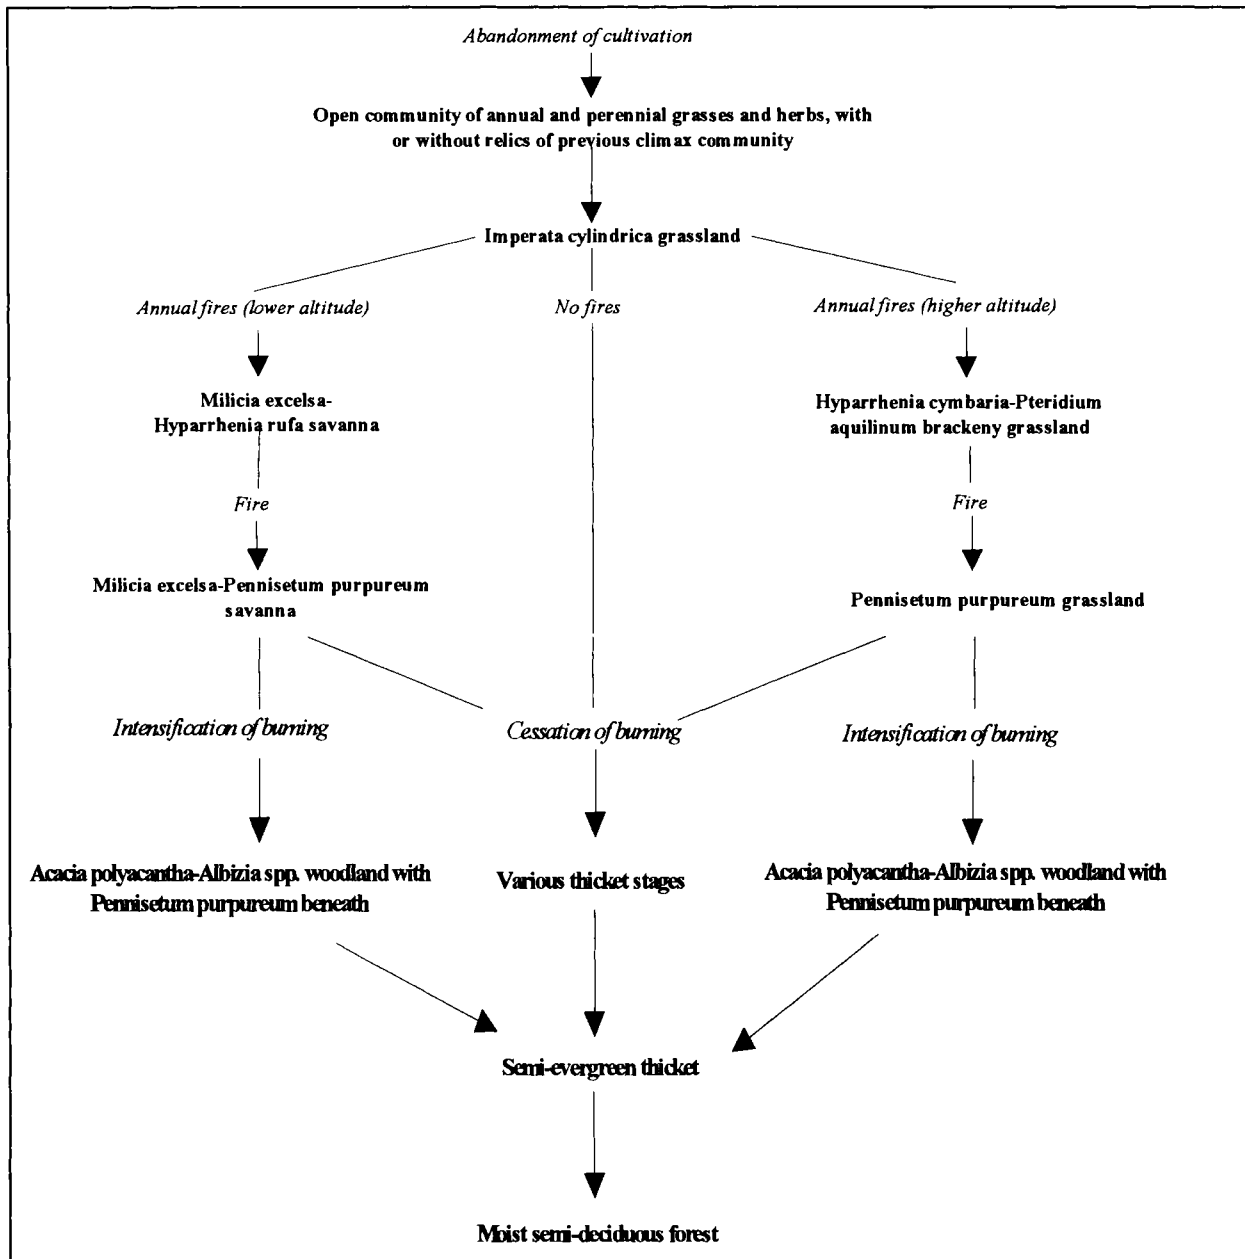 Abandonment of cultivation
Open community of annual and perennial grasses and herbs, with
or without relics of previous climax community
Imperata cylindrica grassland
Annual fires (lower altitude)
No fires
Annual fires (higher altitude)
Milicia excelsa-
Hyparrhenia rufa savanna
Hyparrhenia cymbaria-Pteridium
aquilinum brackeny grassland
Fire
Fire
Milicia excelsa-Pennisetum purpureum
savanna
Pennisetum purpureum grassland
Intensification of burning
Cessation of burning
Intensification of burning
Acacia polyacantha-Albizia spp. woodland with
Pennisetum purpureum beneath
Various thicket stages
Acacia polyacantha-Albizia spp. woodland with
Pennisetum purpureum beneath
Semi-evergreen thicket
Moist semi-deciduous forest